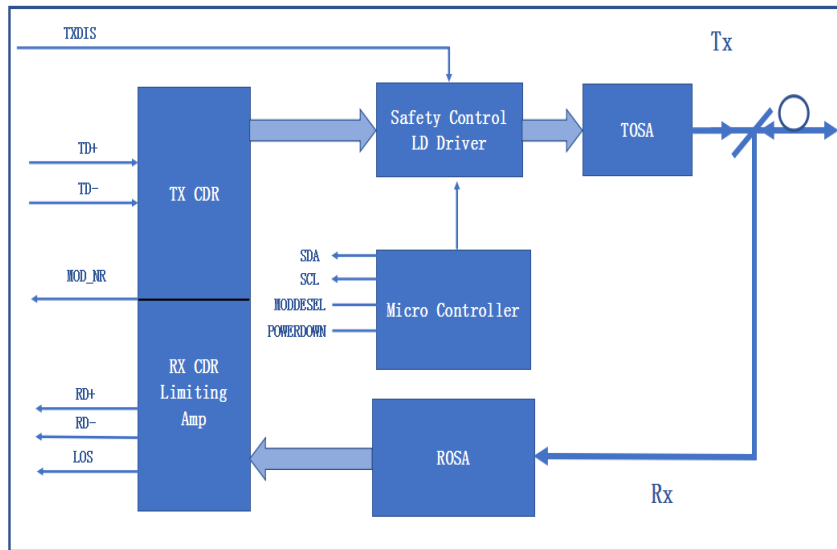 TXDIS
Tx
TD+
TD-
TX CDR
Safety Control
LD Driver
TOSA
MOD_NR
SDA
SCL
MODDESEL
POWERDOWN
Micro Controller
RX CDR
Limiting
Amp
RD+
RD-
LOS
ROSA
Rx